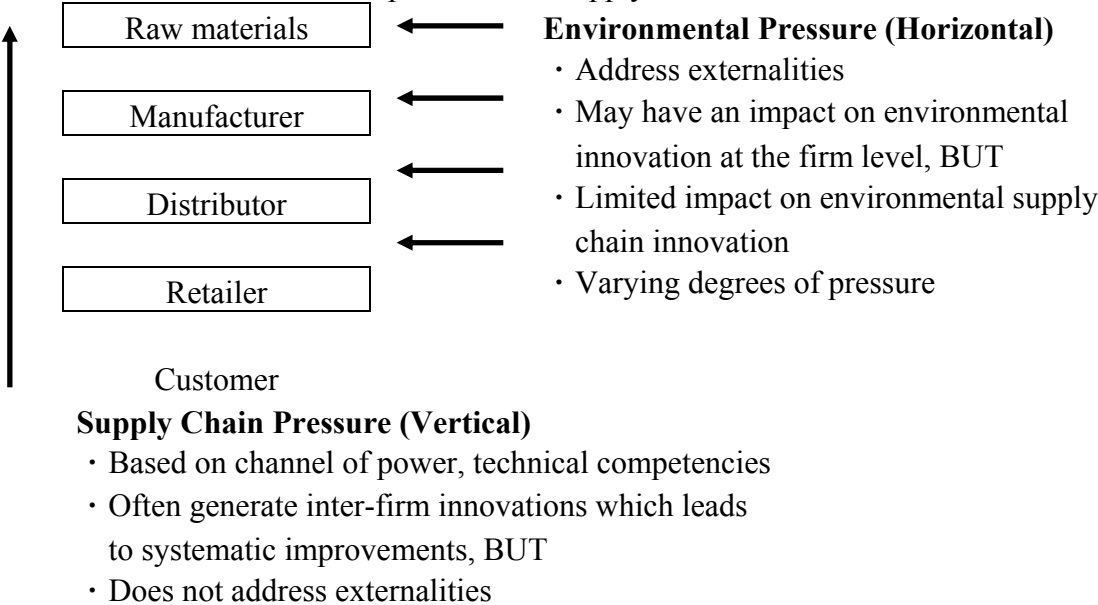 Raw materials
Manufacturer
Distributor
Retailer
Customer
Environmental Pressure (Horizontal)
・Address externalities
・May have an impact on environmental
innovation at the firm level, BUT
・Limited impact on environmental supply
chain innovation
・Varying degrees of pressure
Supply Chain Pressure (Vertical)
・Based on channel of power, technical competencies
・Often generate inter-firm innovations which leads
to systematic improvements, BUT
・Does not address externalities